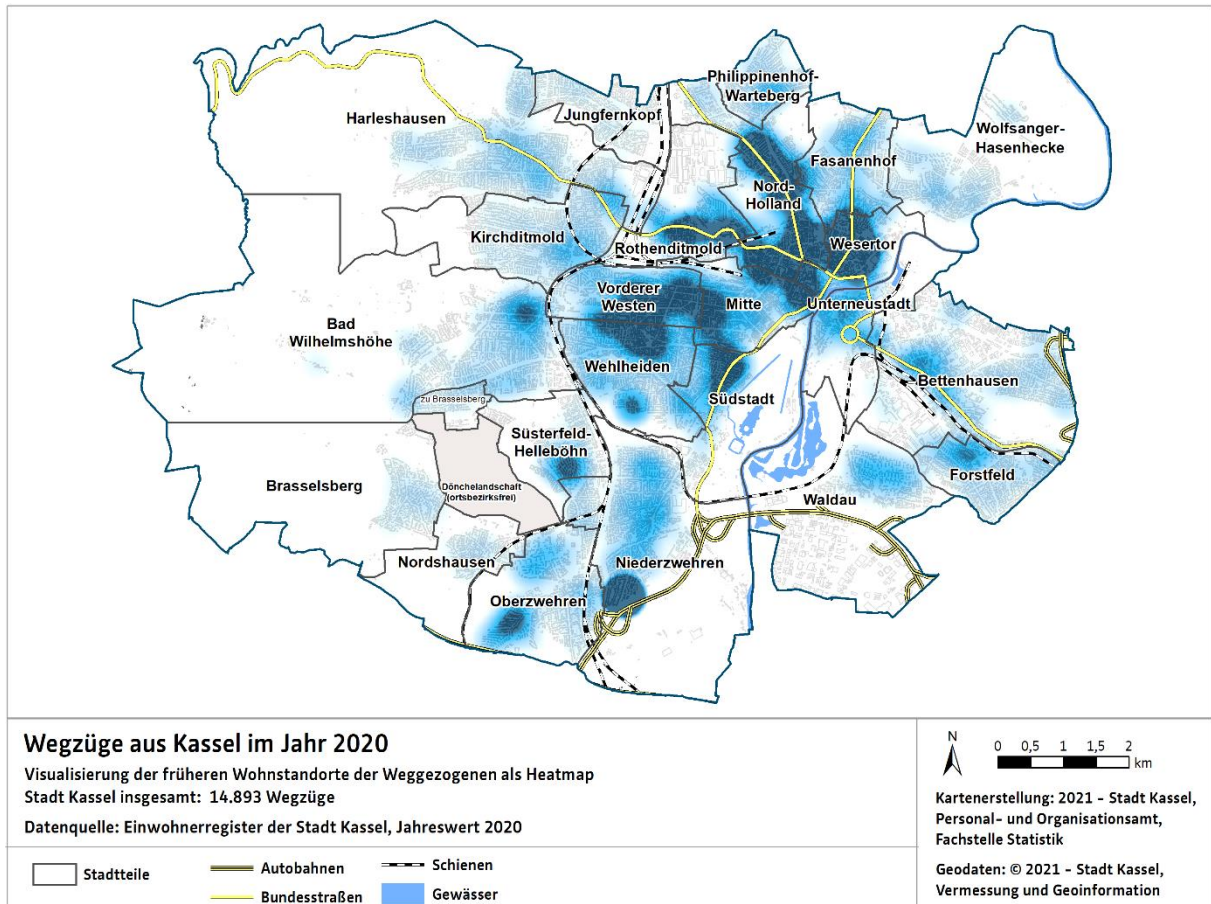 Philippinenhof-
Warteberg
Harleshausen
Jungfernkopf
Wolfsanger-
Hasenhecke
Fasanenhof
Nord-
Holland
Kirchditmold
Rothenditmold
Wesertor
Vorderer
Westen
Mitte
Unterneustadt
Bad
Wilhelmshöhe
Wehlheiden
Bettenhausen
zu Brasselsberg
Südstadt
Süsterfeld-
Helleböhn
Forstfeld
Brasselsberg
Dönchelandschaft
(ortsbezirksfrei)
Waldau
Nordshausen
Niederzwehren
Oberzwehren
Wegzüge aus Kassel im Jahr 2020
Visualisierung der früheren Wohnstandorte der Weggezogenen als Heatmap
Stadt Kassel insgesamt: 14.893 Wegzüge
Datenquelle: Einwohnerregister der Stadt Kassel, Jahreswert 2020
Stadtteile
Autobahnen
Schienen
Bundesstraßen
Gewässer
N
0 0,5 1 1,5 2
km
Kartenerstellung: 2021 - Stadt Kassel,
Personal- und Organisationsamt,
Fachstelle Statistik
Geodaten: © 2021 - Stadt Kassel,
Vermessung und Geoinformation